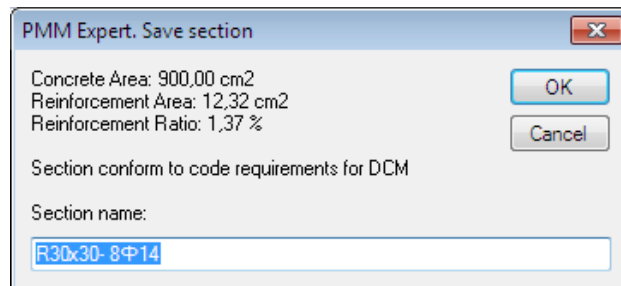 PMM Expert. Save section
Concrete Area: 900,00 cm2
Reinforcement Area: 12,32 cm2
Reinforcement Ratio: 1,37 %
OK
Cancel
Section conform to code requirements for DCM
Section name:
R30x30- 8Φ14